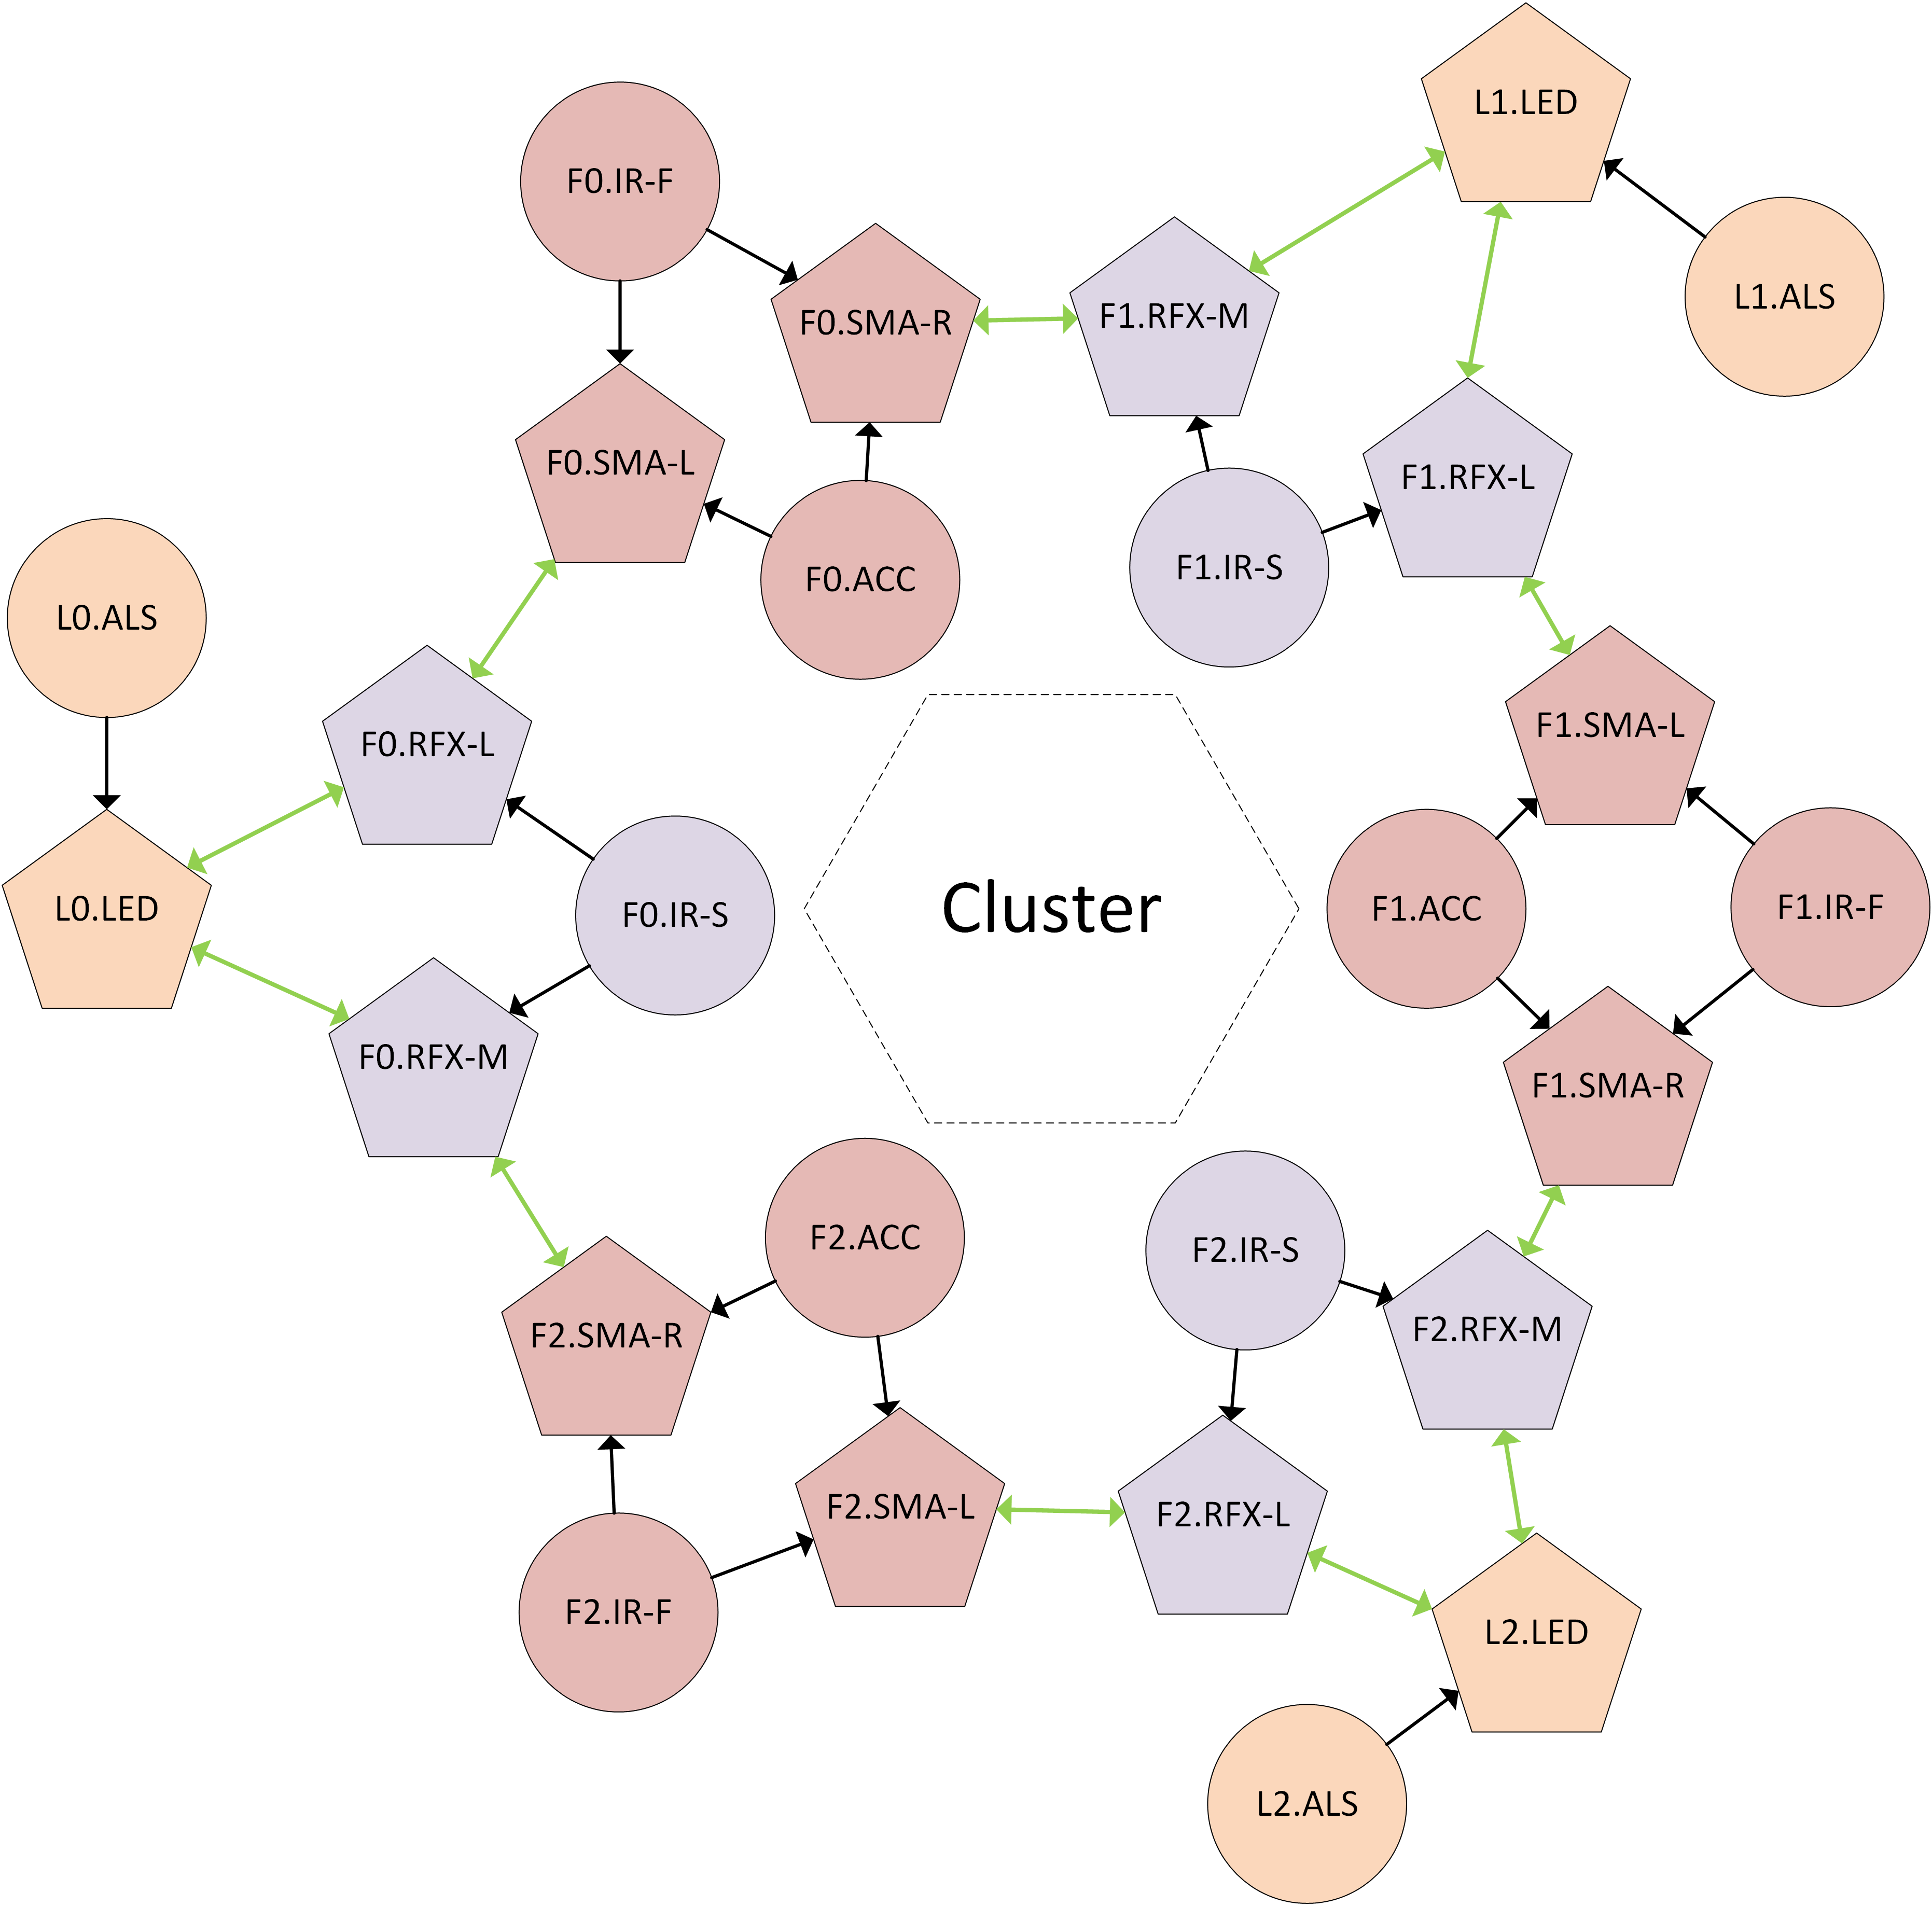 L1.LED
F0.IR-F
L1.ALS
F0.SMA-R
F1.RFX-M
F0.SMA-L
F1.RFX-L
F0.ACC
F1.IR-S
L0.ALS
F0.RFX-L
F1.SMA-L
L0.LED
F0.IR-S
Cluster
F1.ACC
F1.IR-F
F0.RFX-M
F1.SMA-R
F2.ACC
F2.IR-S
F2.SMA-R
F2.RFX-M
F2.SMA-L
F2.RFX-L
F2.IR-F
L2.LED
L2.ALS